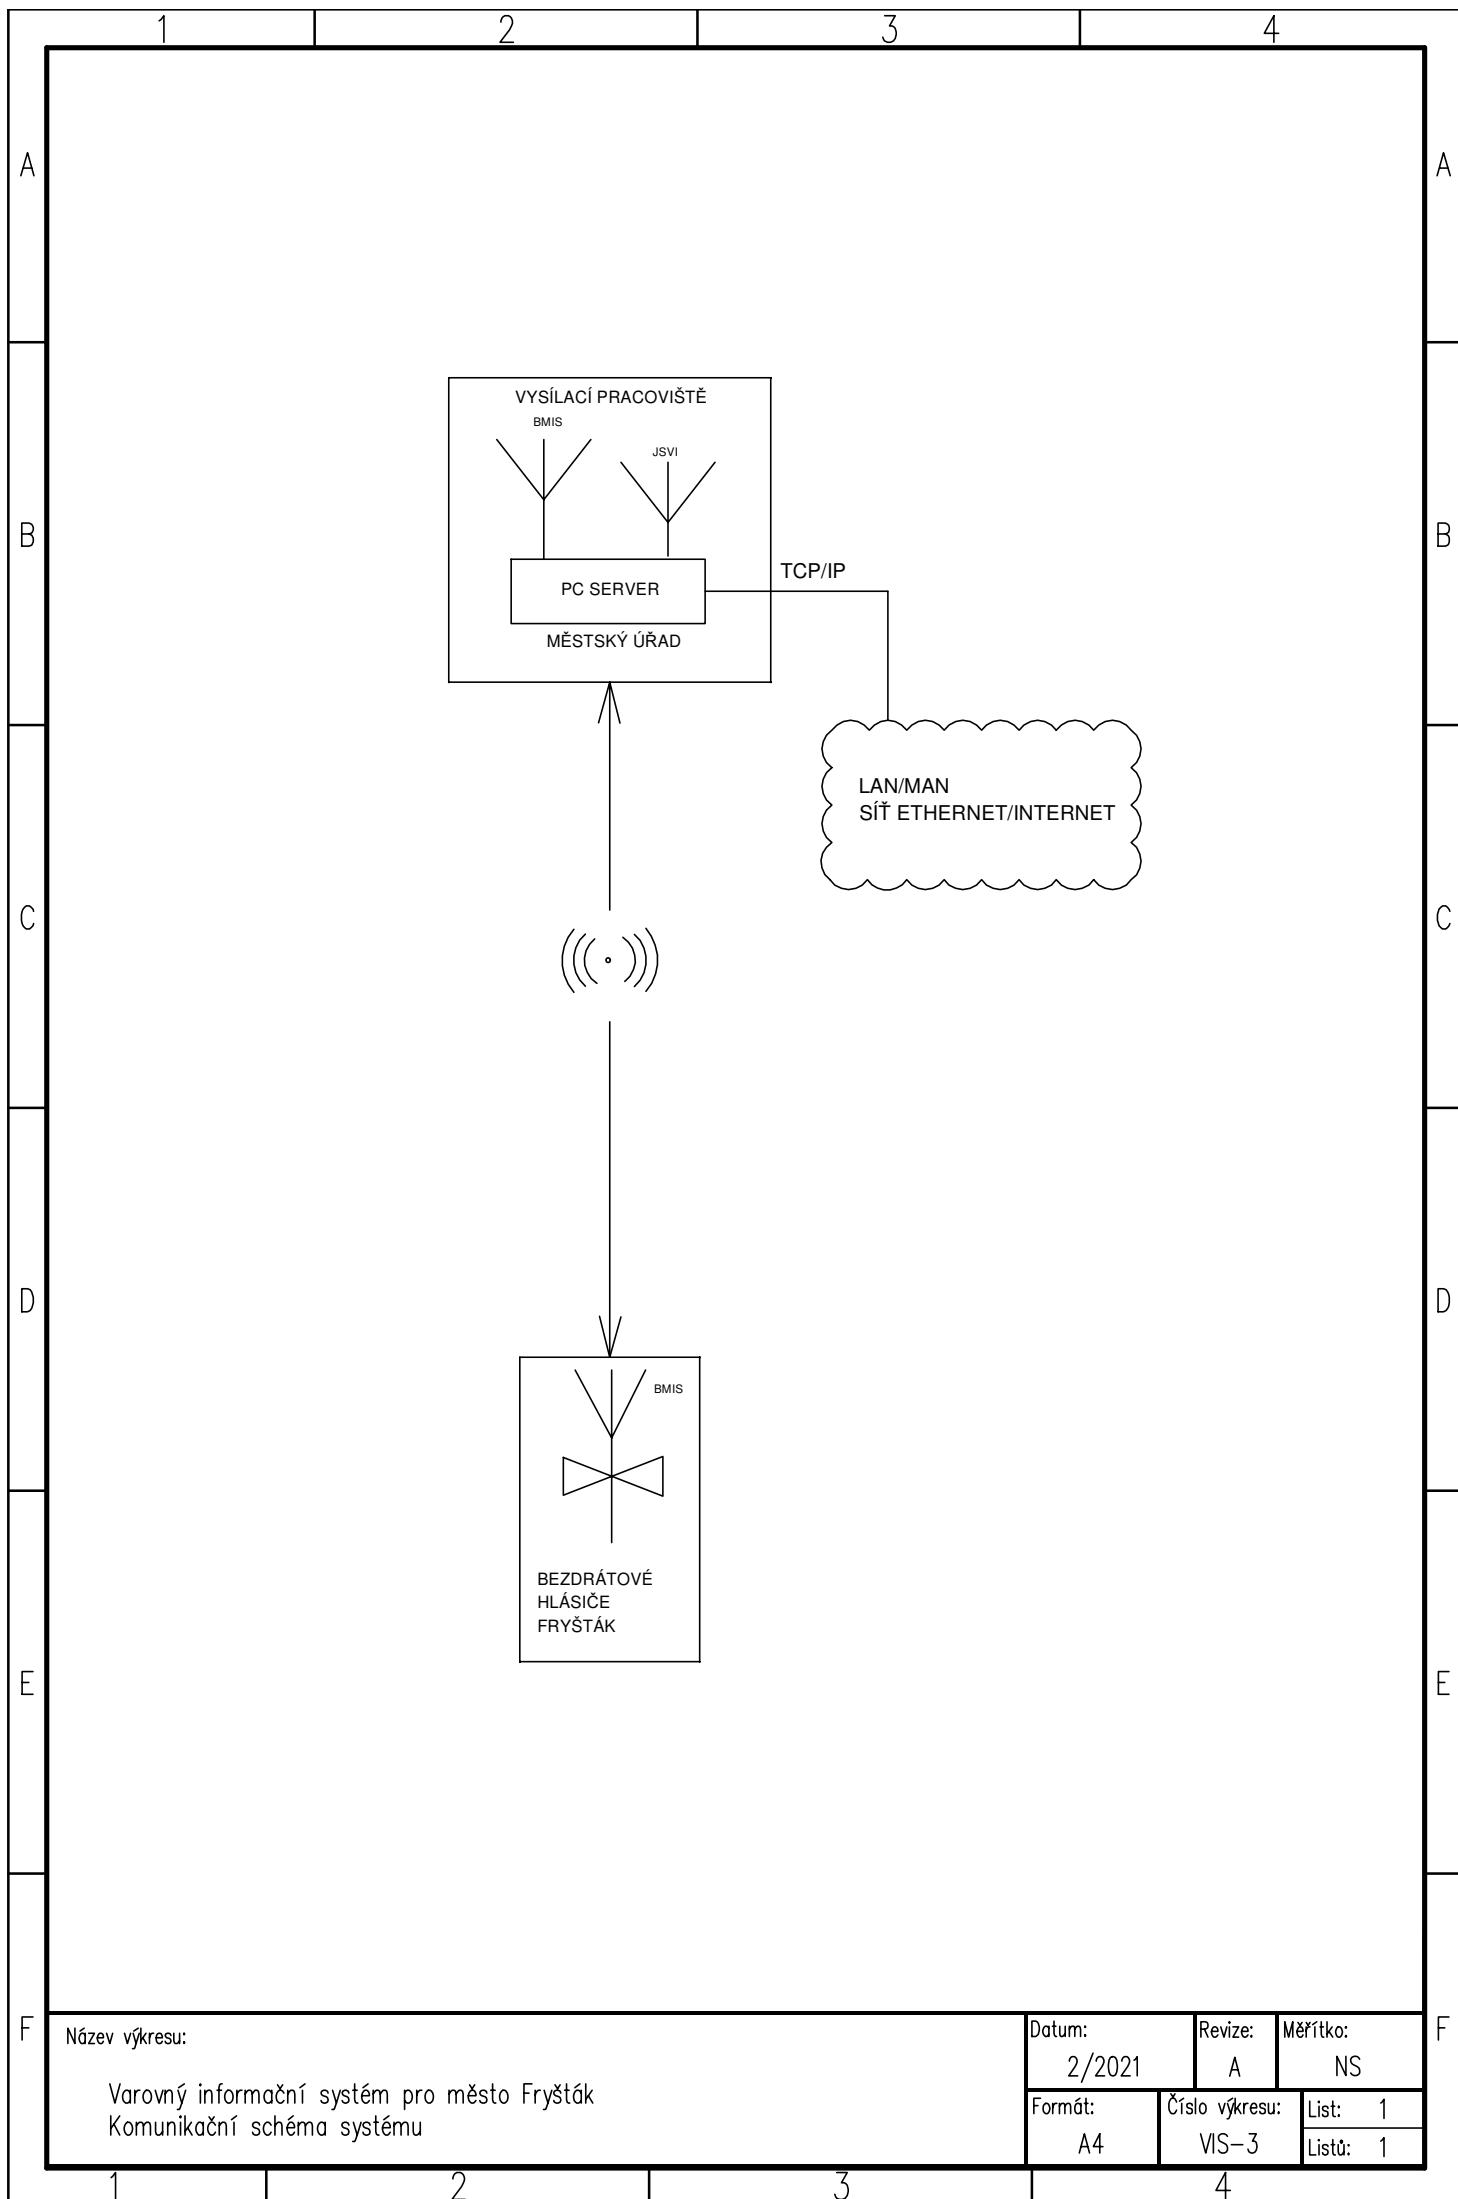 1 2 3 4
A A
VYSÍLACÍ PRACOVIŠTĚ
BMIS
JSVI
B B
TCP/IP
PC SERVER
MĚSTSKÝ ÚŘAD
LAN/MAN
SÍŤ ETHERNET/INTERNET
C C
D D
BMIS
BEZDRÁTOVÉ
HLÁSIČE
FRYŠTÁK
E E
F F
Název výkresu:
Varovný informační systém pro město Fryšták
Komunikační schéma systému
Datum: Revize: Měřítko:
2/2021 A NS
Formát: Číslo výkresu: List: 1
A4 VIS-3 Listů: 1
1 2 3 4